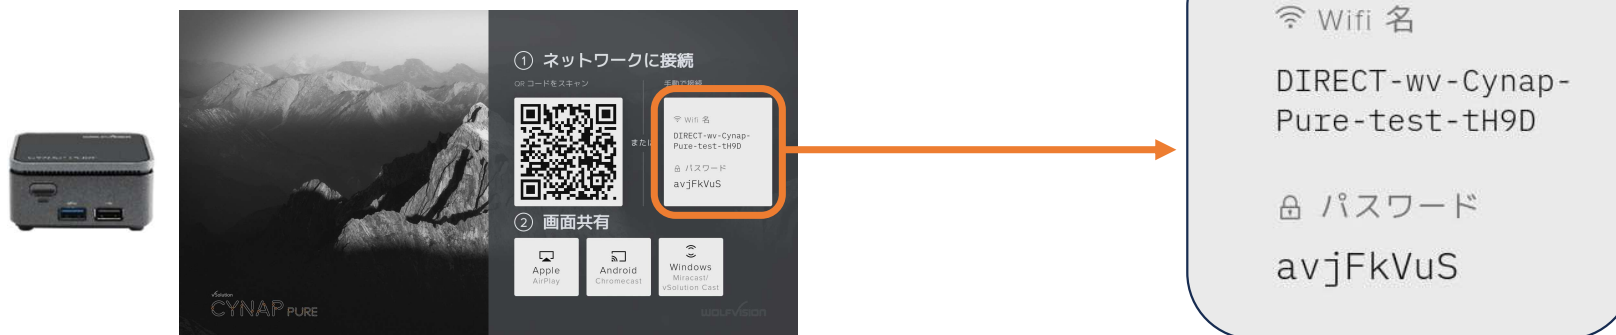 ① ネットワークに接続
QR コードをスキャン
手動で接続
または
Wifi 名
DIRECT-wv-Cynap-
Pure-test-tH9D
パスワード
avjFkVuS
② 画面共有
Apple
AirPlay
Android
Chromecast
Windows
Miracast/
vSolution Cast
vSolution
CYNAP PURE
WOLFVISION
Wifi 名
DIRECT-wv-Cynap-
Pure-test-tH9D
パスワード
avjFkVuS